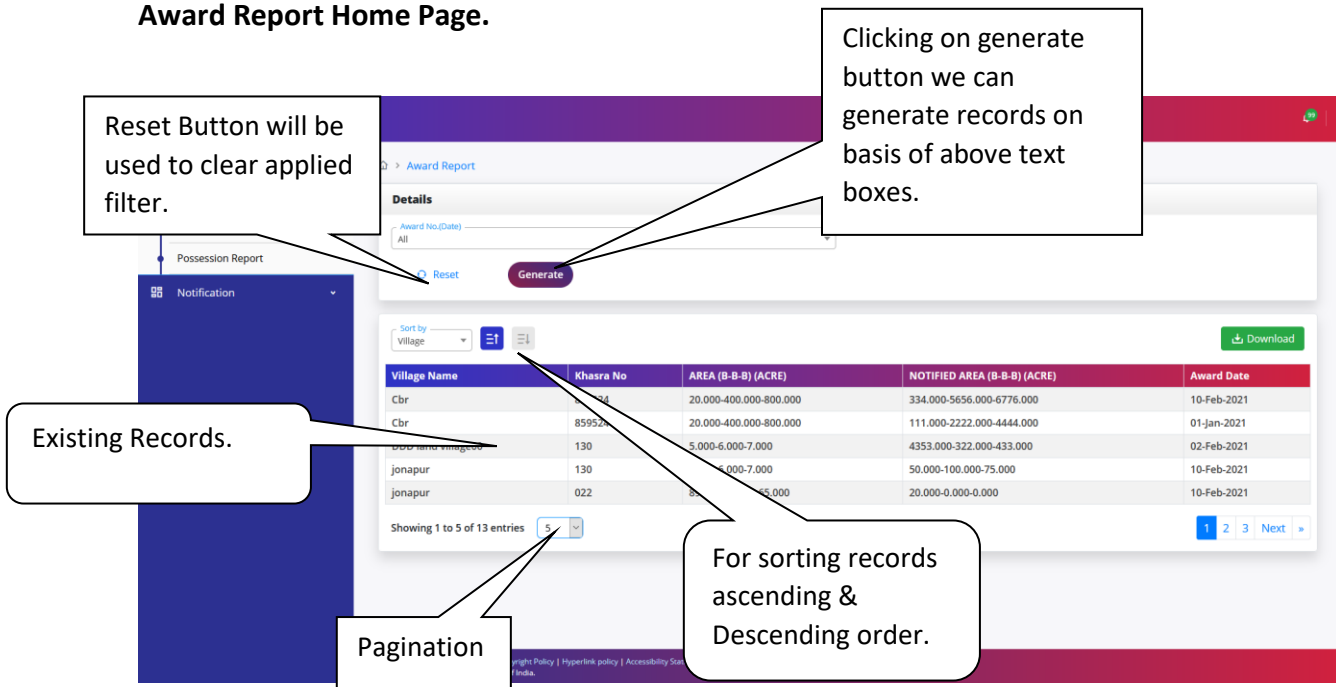 Award Report Home Page.
Clicking on generate
button we can
generate records on
basis of above text
boxes.
Reset Button will be
used to clear applied
filter.
99
> Award Report
Details
Award No.(Date)
All
Possession Report
Reset
Generate
Notification
Sort by
Village
Download
Village Name Khasra No AREA (B-B-B) (ACRE) NOTIFIED AREA (B-B-B) (ACRE) Award Date
Cbr 20.000-400.000-800.000 334.000-5656.000-6776.000 10-Feb-2021
Cbr 859524 20.000-400.000-800.000 111.000-2222.000-4444.000 01-Jan-2021
130 5.000-6.000-7.000 4353.000-322.000-433.000 02-Feb-2021
jonapur 130 50.000-100.000-75.000 10-Feb-2021
jonapur 022 20.000-0.000-0.000 10-Feb-2021
Existing Records.
Showing 1 to 5 of 13 entries 5
1 2 3 Next »
For sorting records
ascending &
Descending order.
Pagination
Policy | Hyperlink policy | Accessibility
India.